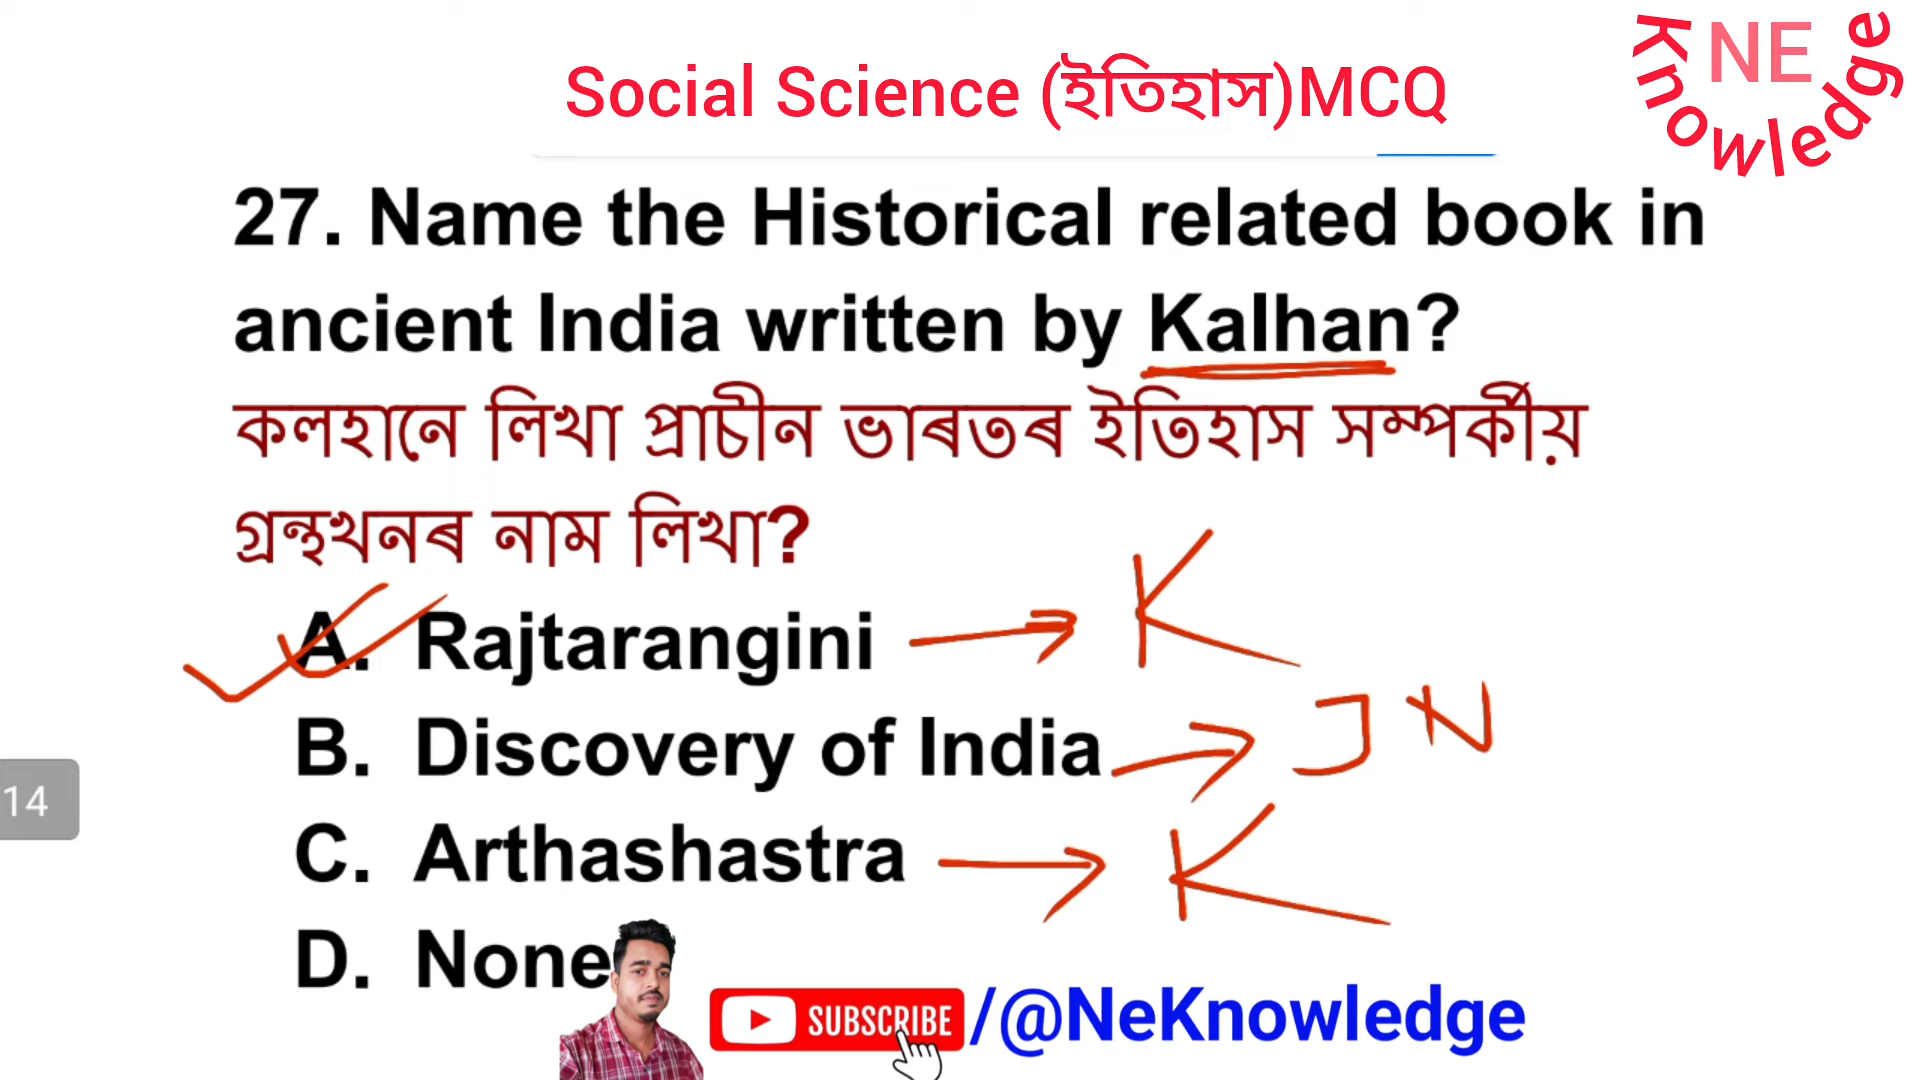 Social Science (ইতিহাস)MCQ
NE
Knowledge
27. Name the Historical related book in
ancient India written by Kalhan?
কলহানে লিখা প্ৰাচীন ভাৰতৰ ইতিহাস সম্পৰ্কীয়
গ্ৰন্থখনৰ নাম লিখা?
A. Rajtarangini → K
B. Discovery of India → J N
C. Arthashastra → K
D. None
14
SUBSCRIBE /@NeKnowledge